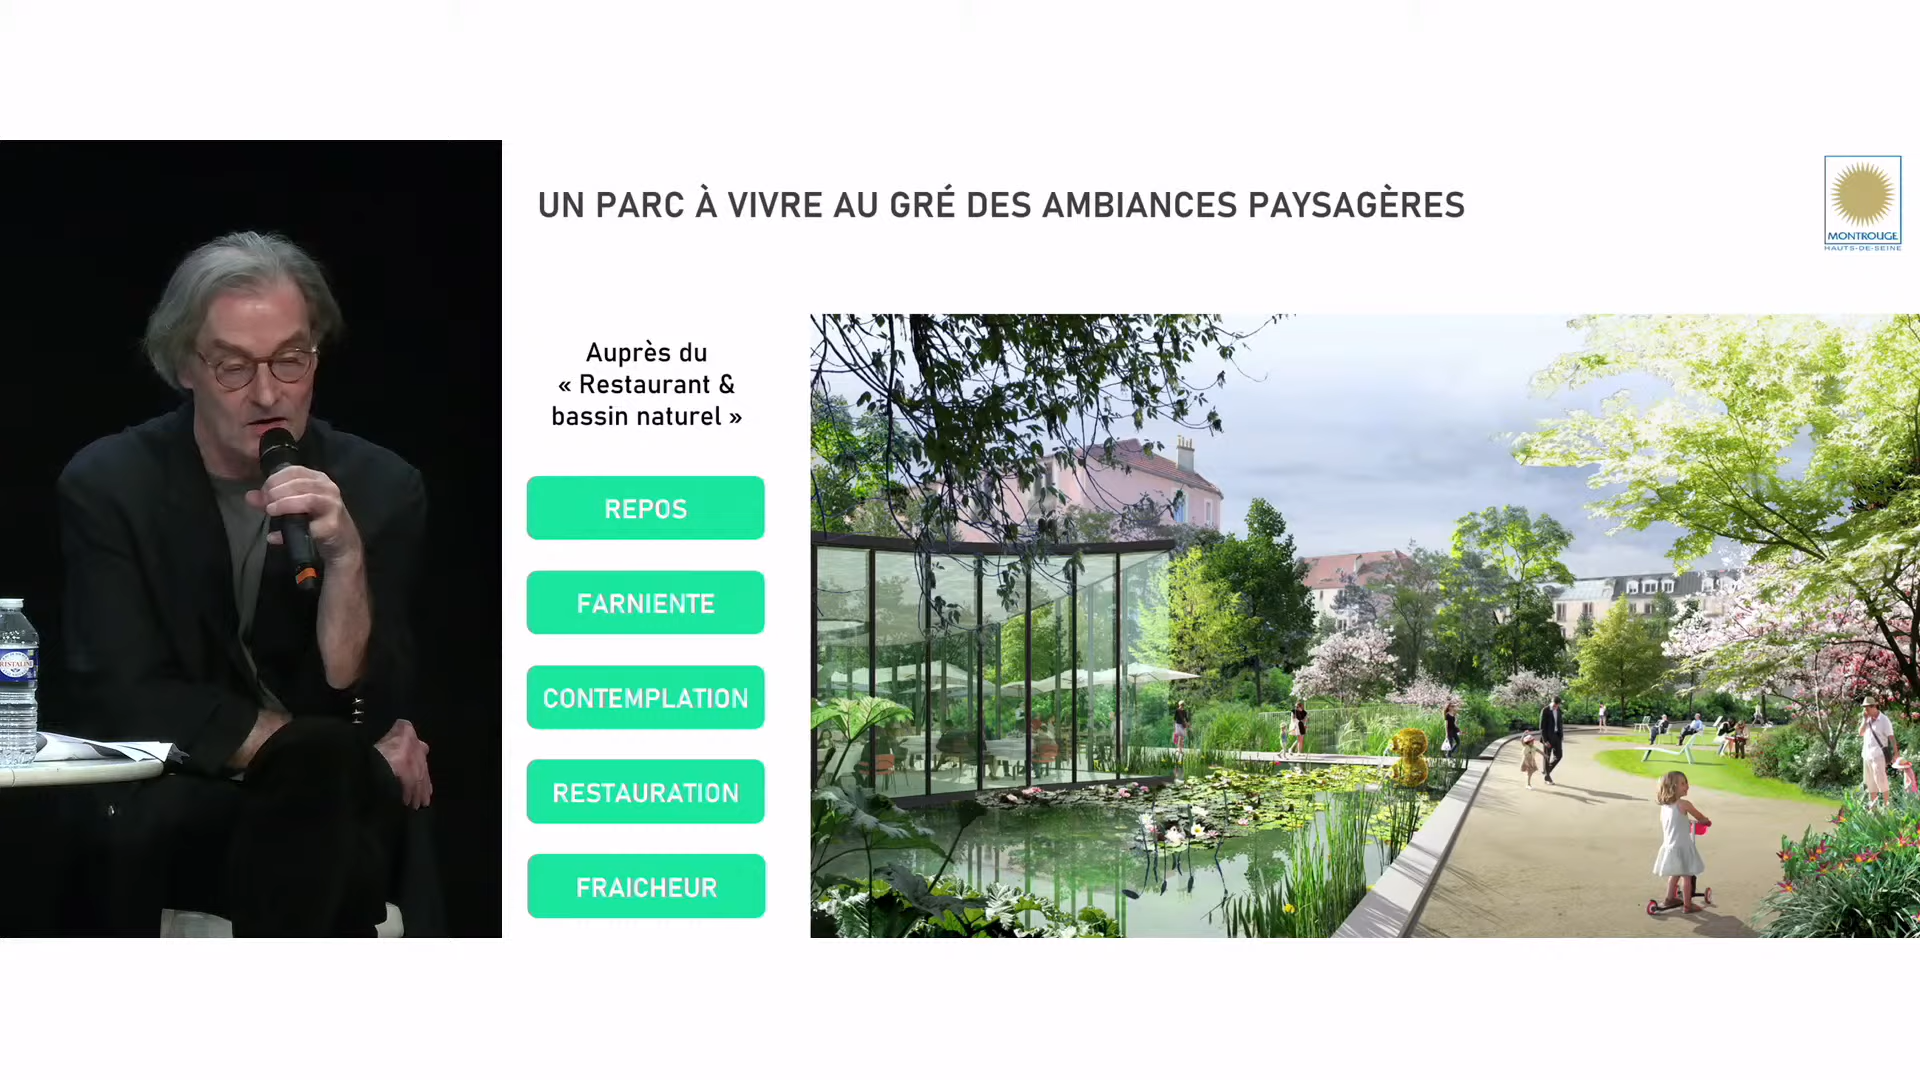 UN PARC À VIVRE AU GRÉ DES AMBIANCES PAYSAGÈRES
MONTROUGE
HAUTS-DE-SEINE
Auprès du
« Restaurant &
bassin naturel »
REPOS
FARNIENTE
CONTEMPLATION
RESTAURATION
FRAICHEUR